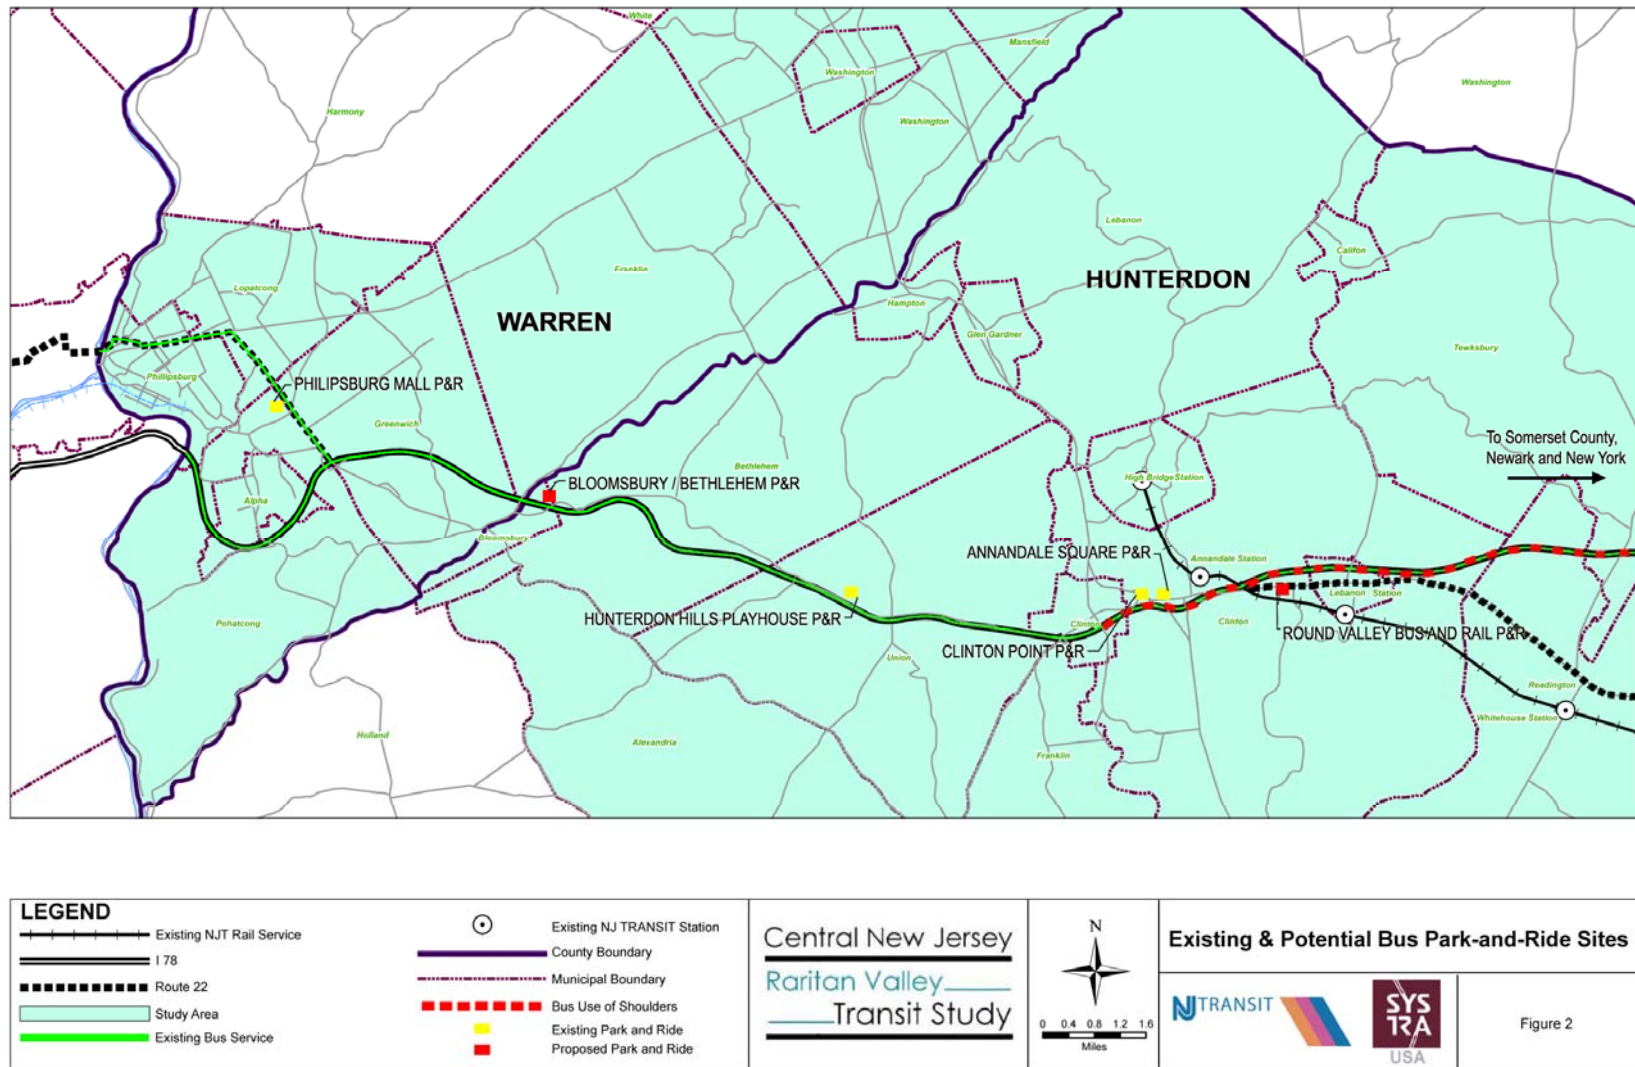 White
Mansfield
Washington
Washington
Harmony
Washington
Lebanon
Califon
Franklin
HUNTERDON
Lopatcong
WARREN
Hampton
Glen Gardner
Tewksbury
Phillipsburg
PHILIPSBURG MALL P&R
Greenwich
To Somerset County,
Newark and New York
Bethlehem
BLOOMSBURY / BETHLEHEM P&R
High Bridge Station
Alpha
Bloomsbury
ANNANDALE SQUARE P&R
Annandale Station
Lebanon Station
HUNTERDON HILLS PLAYHOUSE P&R
Pohatcong
Clinton
Clinton
ROUND VALLEY BUS AND RAIL P&R
CLINTON POINT P&R
Union
Readington
Whitehouse Station
Holland
Alexandria
Franklin
LEGEND
Existing NJT Rail Service
I 78
Route 22
Study Area
Existing Bus Service
Existing NJ TRANSIT Station
County Boundary
Municipal Boundary
Bus Use of Shoulders
Existing Park and Ride
Proposed Park and Ride
Central New Jersey
Raritan Valley
Transit Study
N
0 0.4 0.8 1.2 1.6
Miles
Existing & Potential Bus Park-and-Ride Sites
NJ TRANSIT
SYS
TRA
USA
Figure 2